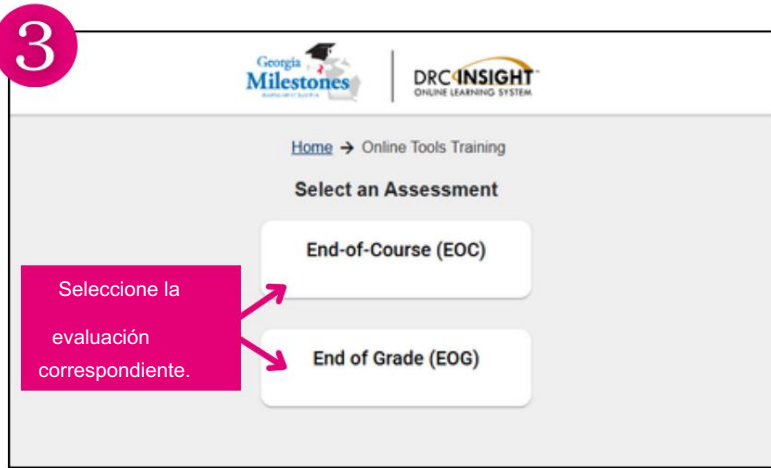 3
Georgia
Milestones
DRC INSIGHT
ONLINE LEARNING SYSTEM
Home → Online Tools Training
Select an Assessment
End-of-Course (EOC)
Seleccione la
evaluación
correspondiente.
End of Grade (EOG)